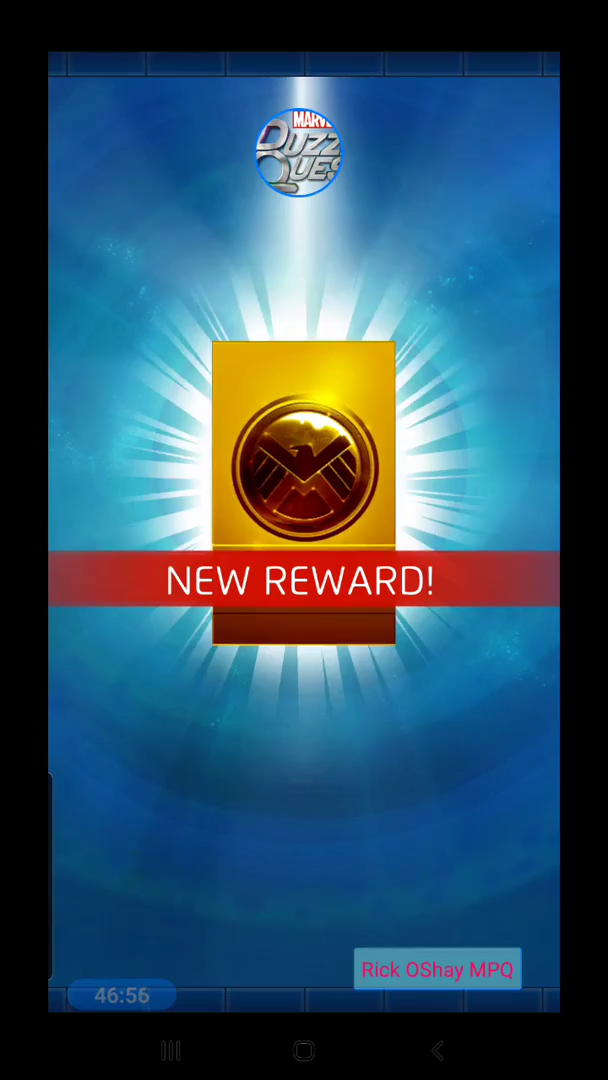 MARVEL
PUZZLE
QUEST
NEW REWARD!
Rick OShay MPQ
46:56